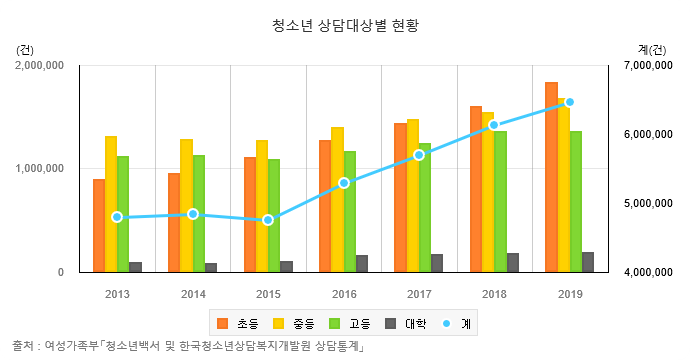 청소년 상담대상별 현황
(건) 계(건)
2,000,000 7,000,000
6,000,000
1,000,000
5,000,000
0 4,000,000
2013 2014 2015 2016 2017 2018 2019
초등 중등 고등 대학 계
출처 : 여성가족부「청소년백서 및 한국청소년상담복지개발원 상담통계」